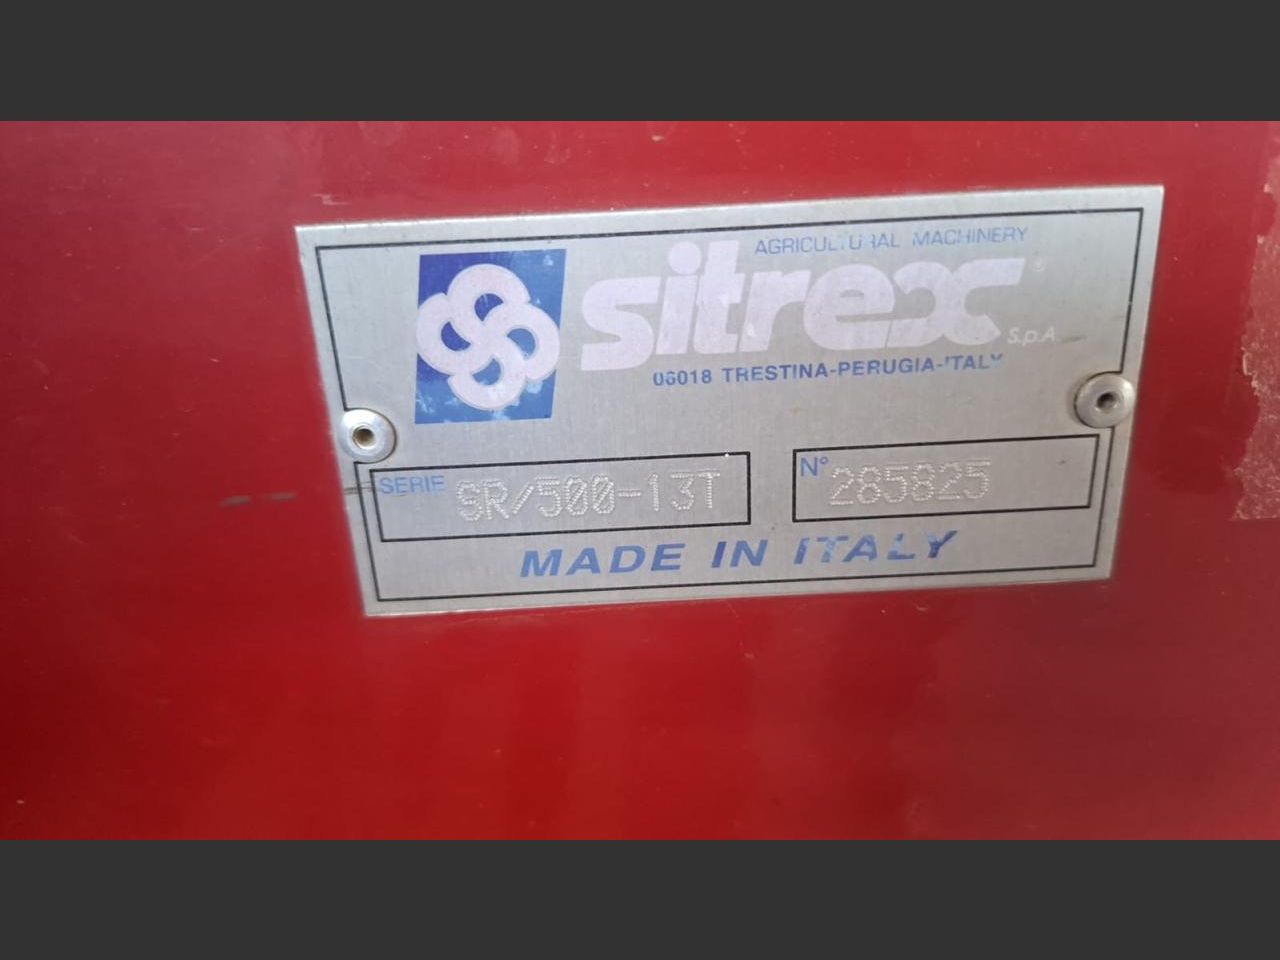 AGRICULTURAL MACHINERY
sitrex®
S.p.A
06018 TRESTINA-PERUGIA-ITALY
SERIE SR/500-13T
N° 285825
MADE IN ITALY